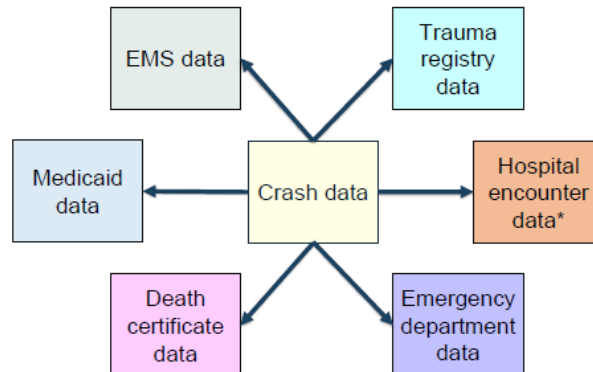 EMS data
Trauma
registry
data
Medicaid
data
Crash data
Hospital
encounter
data*
Death
certificate
data
Emergency
department
data